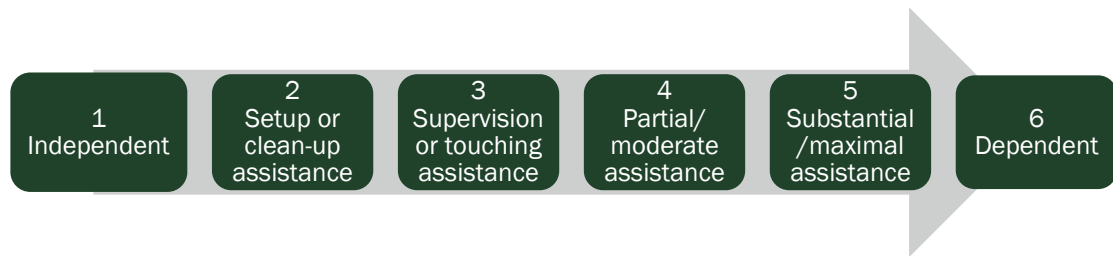 1
Independent
2
Setup or
clean-up
assistance
3
Supervision
or touching
assistance
4
Partial/
moderate
assistance
5
Substantial
/maximal
assistance
6
Dependent